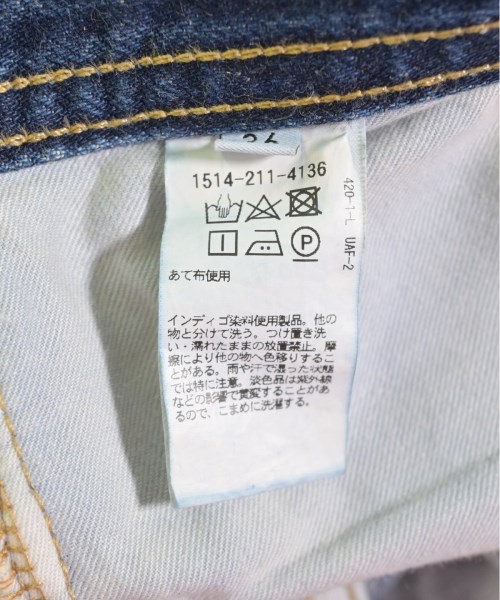 1514-211-4136
420-1-L UAF-2
P
あて布使用
インディゴ染料使用製品。他の
物と分けて洗う。つけ置き洗
い・濡れたままの放置禁止。摩
擦により他の物へ色移りするこ
とがある。雨や汗で湿った状態
では特に注意。淡色品は紫外線
などの影響で黄変することがあ
るので、こまめに洗濯する。